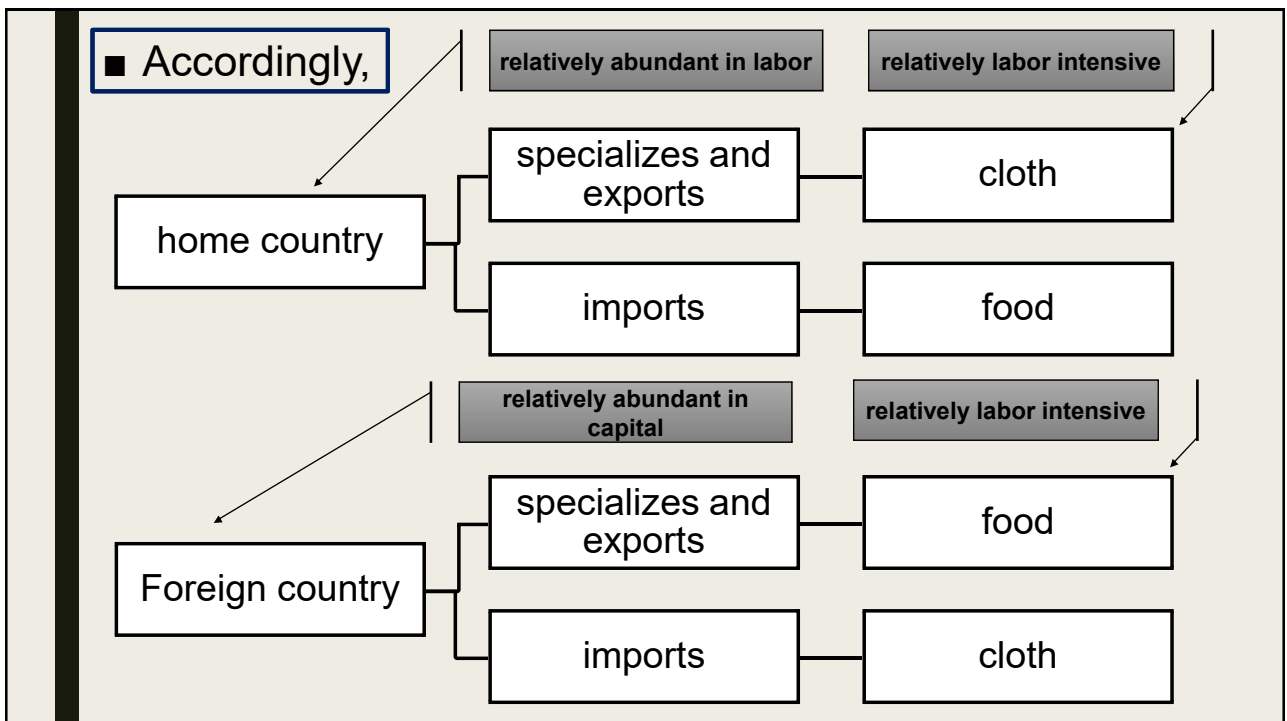 ■ Accordingly,
relatively abundant in labor
relatively labor intensive
specializes and
exports
cloth
home country
imports
food
relatively abundant in
capital
relatively labor intensive
specializes and
exports
food
Foreign country
imports
cloth